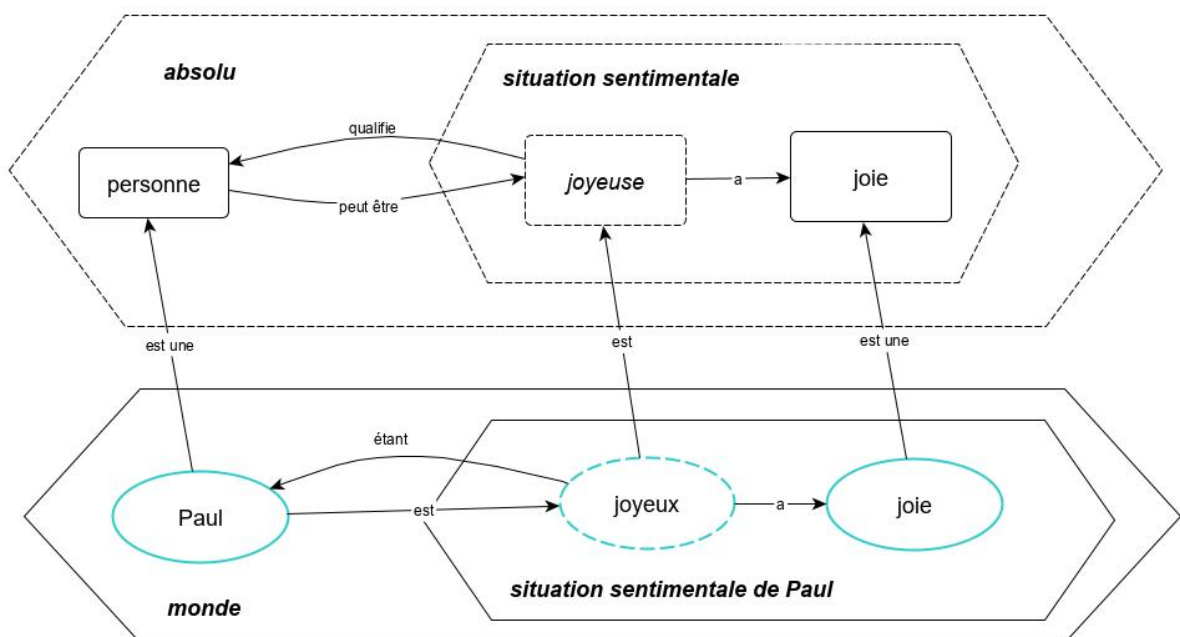 absolu
situation sentimentale
qualifie
personne
joyeuse
a
joie
peut être
est une
est
est une
étant
Paul
est
joyeux
a
joie
situation sentimentale de Paul
monde